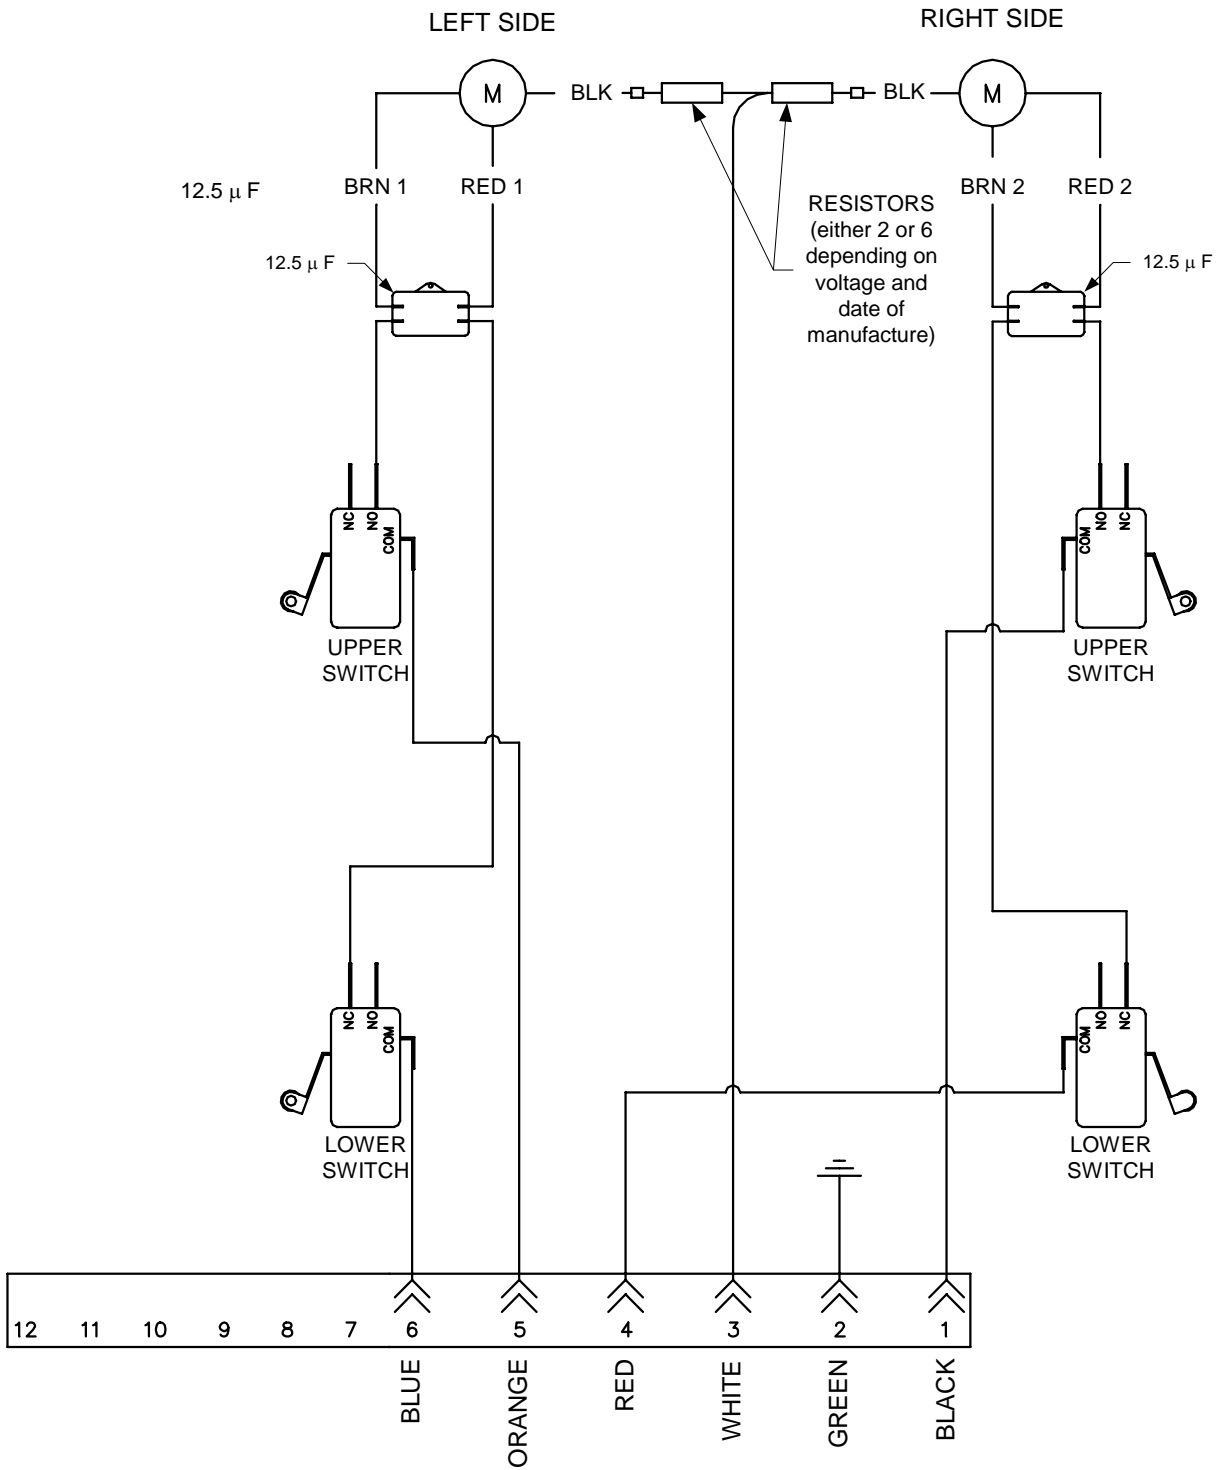 LEFT SIDE
RIGHT SIDE
M
BLK
BLK
M
12.5 μ F
BRN 1
RED 1
BRN 2
RED 2
RESISTORS
(either 2 or 6
depending on
voltage and
date of
manufacture)
12.5 μ F
12.5 μ F
NC
NO
COM
UPPER
SWITCH
COM
NO
NC
UPPER
SWITCH
NC
NO
COM
LOWER
SWITCH
COM
NO
NC
LOWER
SWITCH
12 11 10 9 8 7 6 5 4 3 2 1
BLUE
ORANGE
RED
WHITE
GREEN
BLACK